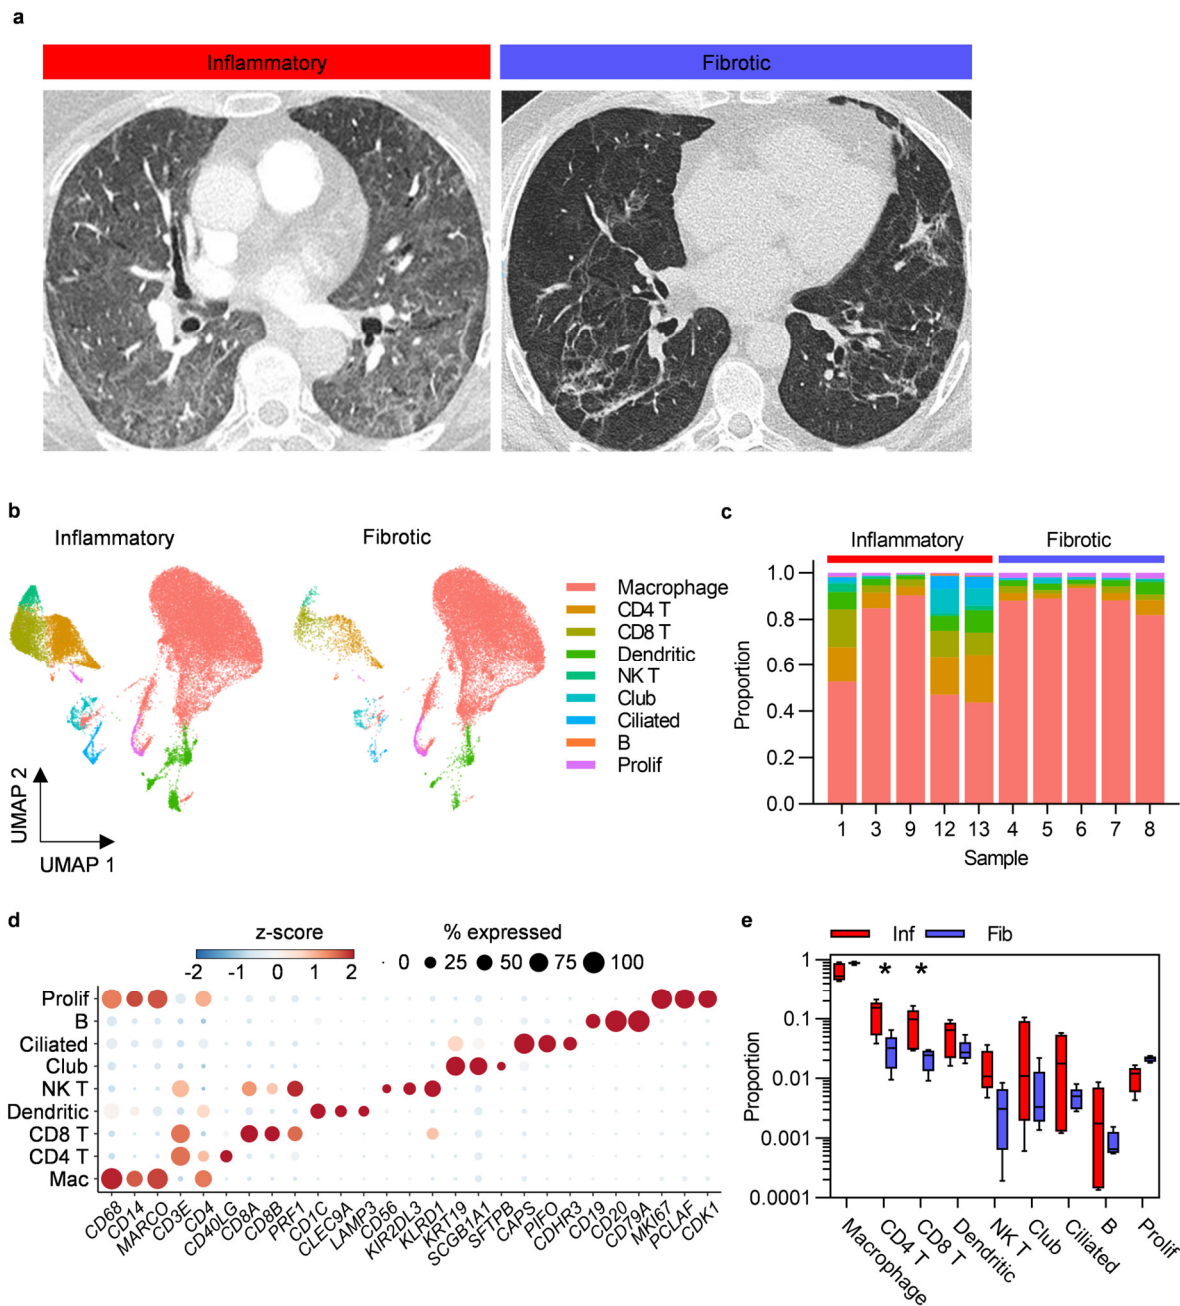 a
Inflammatory
Fibrotic
b
Inflammatory
Fibrotic
Macrophage
CD4 T
CD8 T
Dendritic
NK T
Club
Ciliated
B
Prolif
UMAP 2
UMAP 1
c
Inflammatory
Fibrotic
1.0
0.8
0.6
0.4
0.2
0.0
Proportion
1 3 9 12 13 4 5 6 7 8
Sample
d
z-score
-2 -1 0 1 2
% expressed
0 25 50 75 100
Prolif
B
Ciliated
Club
NK T
Dendritic
CD8 T
CD4 T
Mac
CD68
CD14
MARCO
CD3E
CD4
CD40LG
CD8A
CD8B
PRF1
CD1C
CLEC9A
LAMP3
CD56
KIR2DL3
KLRD1
KRT19
SCGB1A1
SFTPB
CAPS
PIFO
CDHR3
CD19
CD20
CD79A
MKI67
PCLAF
CDK1
e
Inf
Fib
1
0.1
0.01
0.001
0.0001
Proportion
* *
Macrophage
CD4 T
CD8 T
Dendritic
NK T
Club
Ciliated
B
Prolif